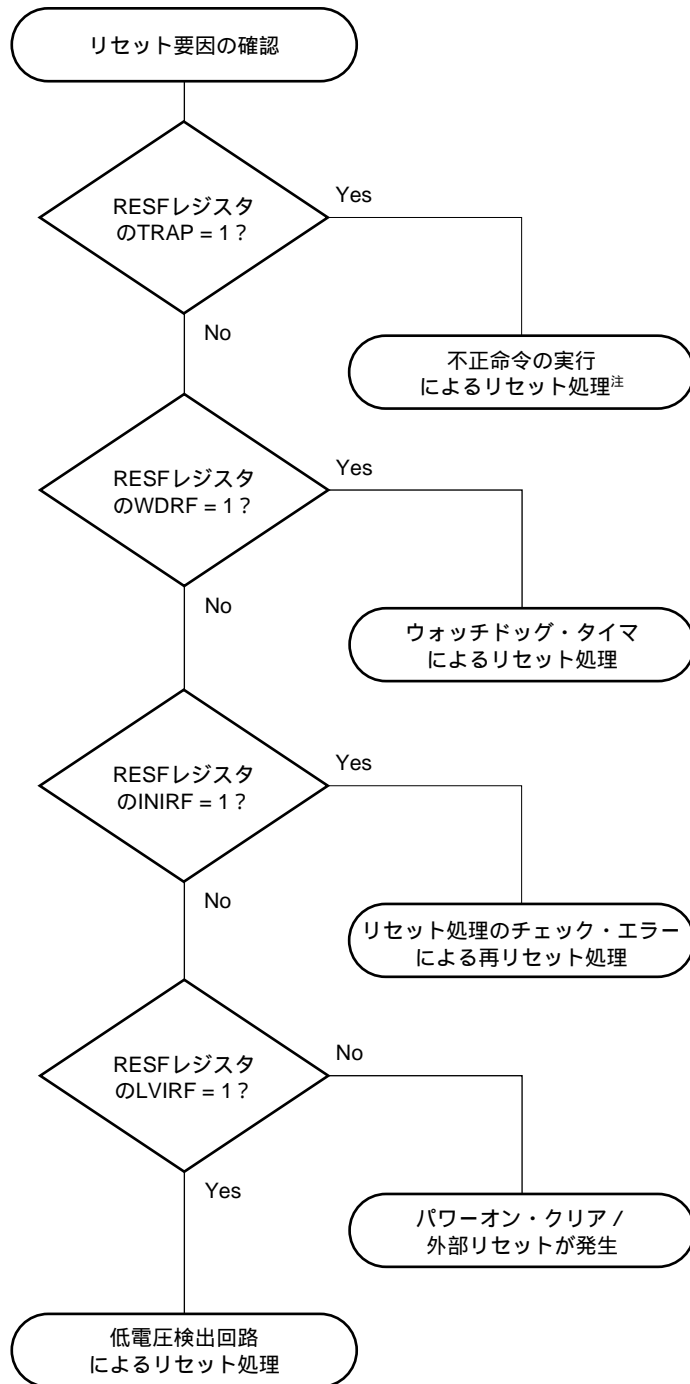 リセット要因の確認
RESFレジスタ
のTRAP = 1?
Yes
No
不正命令の実行
によるリセット処理注
RESFレジスタ
のWDRF = 1?
Yes
No
ウォッチドッグ・タイマ
によるリセット処理
RESFレジスタ
のINIRF = 1?
Yes
No
リセット処理のチェック・エラー
による再リセット処理
RESFレジスタ
のLVIRF = 1?
No
Yes
パワーオン・クリア /
外部リセットが発生
低電圧検出回路
によるリセット処理